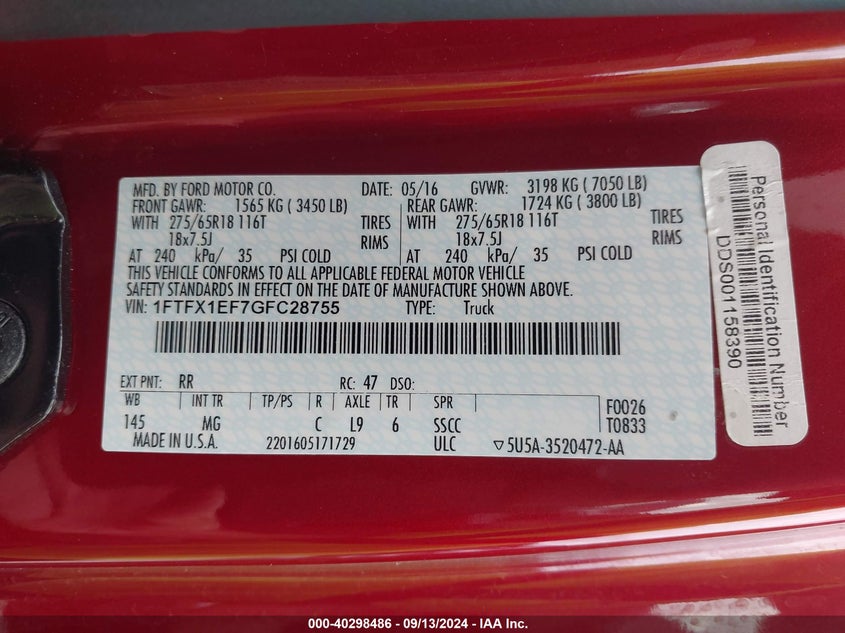 MFD. BY FORD MOTOR CO. DATE: 05/16 GVWR: 3198 KG ( 7050 LB)
FRONT GAWR: 1565 KG ( 3450 LB) REAR GAWR: 1724 KG ( 3800 LB)
WITH 275/65R18 116T TIRES WITH 275/65R18 116T TIRES
18x7.5J RIMS 18x7.5J RIMS
AT 240 kPa/ 35 PSI COLD AT 240 kPa/ 35 PSI COLD
THIS VEHICLE CONFORMS TO ALL APPLICABLE FEDERAL MOTOR VEHICLE
SAFETY STANDARDS IN EFFECT ON THE DATE OF MANUFACTURE SHOWN ABOVE.
VIN: 1FTFX1EF7GFC28755 TYPE: Truck
EXT PNT: RR RC: 47 DSO:
WB INT TR TP/PS R AXLE TR SPR F0026
145 MG C L9 6 SSCC T0833
MADE IN U.S.A. 2201605171729 ULC ▽5U5A-3520472-AA
Personal Identification Number
DDS001158390
000-40298486 - 09/13/2024 - IAA Inc.